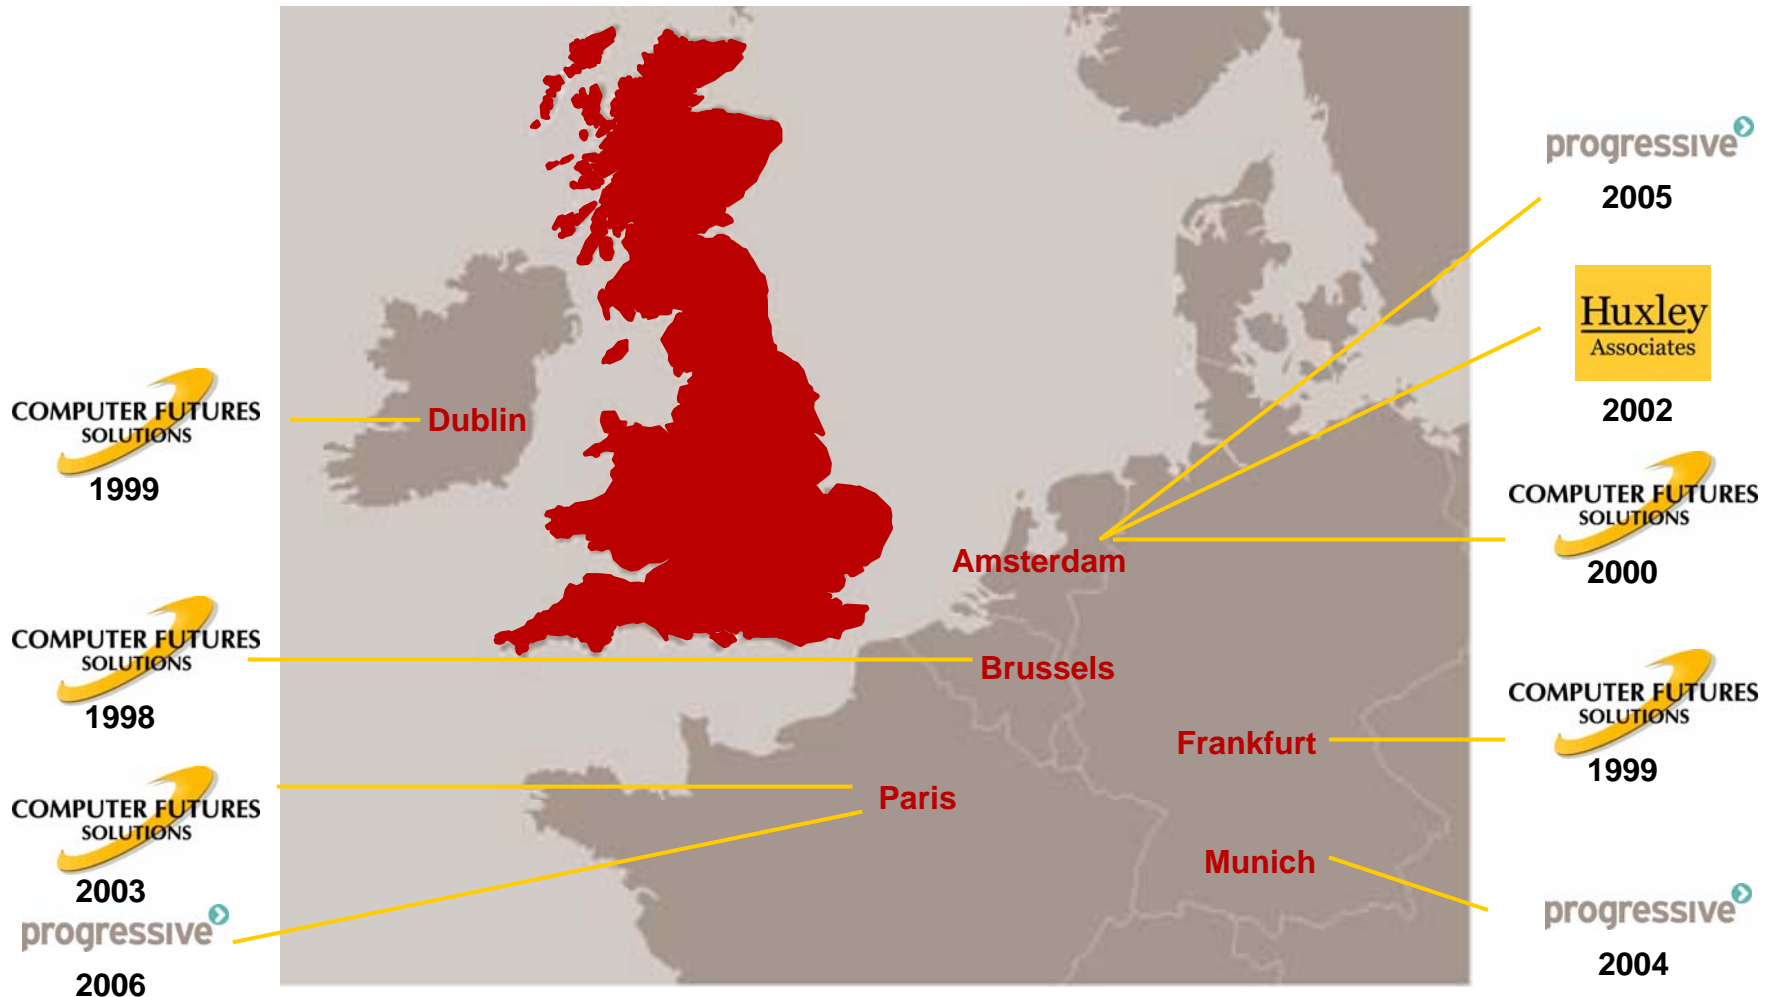 COMPUTER FUTURES
SOLUTIONS
1999
COMPUTER FUTURES
SOLUTIONS
1998
COMPUTER FUTURES
SOLUTIONS
2003
progressive
2006
Dublin
Amsterdam
Brussels
Frankfurt
Paris
Munich
progressive
2005
Huxley
Associates
2002
COMPUTER FUTURES
SOLUTIONS
2000
COMPUTER FUTURES
SOLUTIONS
1999
progressive
2004